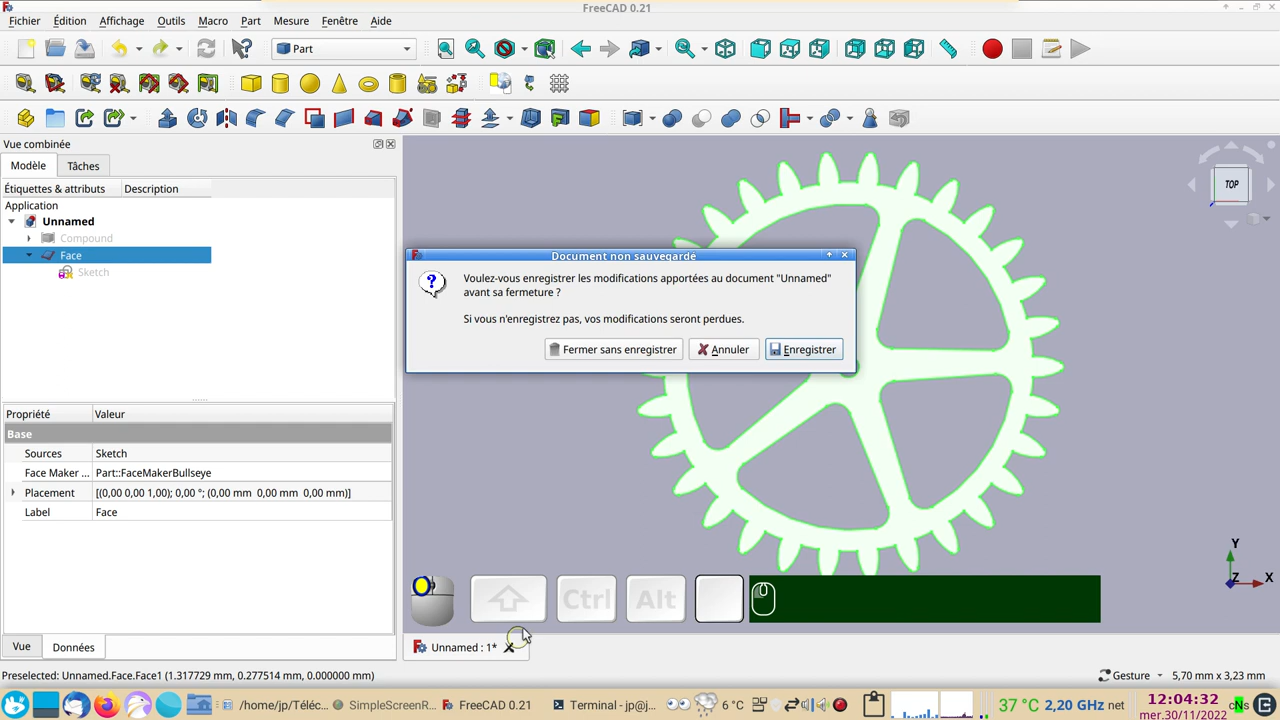 FreeCAD 0.21
Fichier Édition Affichage Outils Macro Part Mesure Fenêtre Aide
Part
Vue combinée
Modèle Tâches
Étiquettes & attributs Description
Application
Unnamed
Compound
Face
Sketch
TOP
Document non sauvegardé
Voulez-vous enregistrer les modifications apportées au document "Unnamed"
avant sa fermeture ?
Si vous n'enregistrez pas, vos modifications seront perdues.
Fermer sans enregistrer Annuler Enregistrer
Propriété Valeur
Base
Sources Sketch
Face Maker ... Part::FaceMakerBullseye
Placement [(0,00 0,00 1,00); 0,00 °; (0,00 mm 0,00 mm 0,00 mm)]
Label Face
Y
Z X
Ctrl Alt
Vue Données
Unnamed : 1*
Preselected: Unnamed.Face.Face1 (1.317729 mm, 0.277514 mm, 0.000000 mm)
Gesture 5,70 mm x 3,23 mm
/home/jp/Téléc... SimpleScreenR... FreeCAD 0.21 Terminal - jp@j... 6 °C 37 °C 2,20 GHz net 12:04:32 cNs
mer.30/11/2022